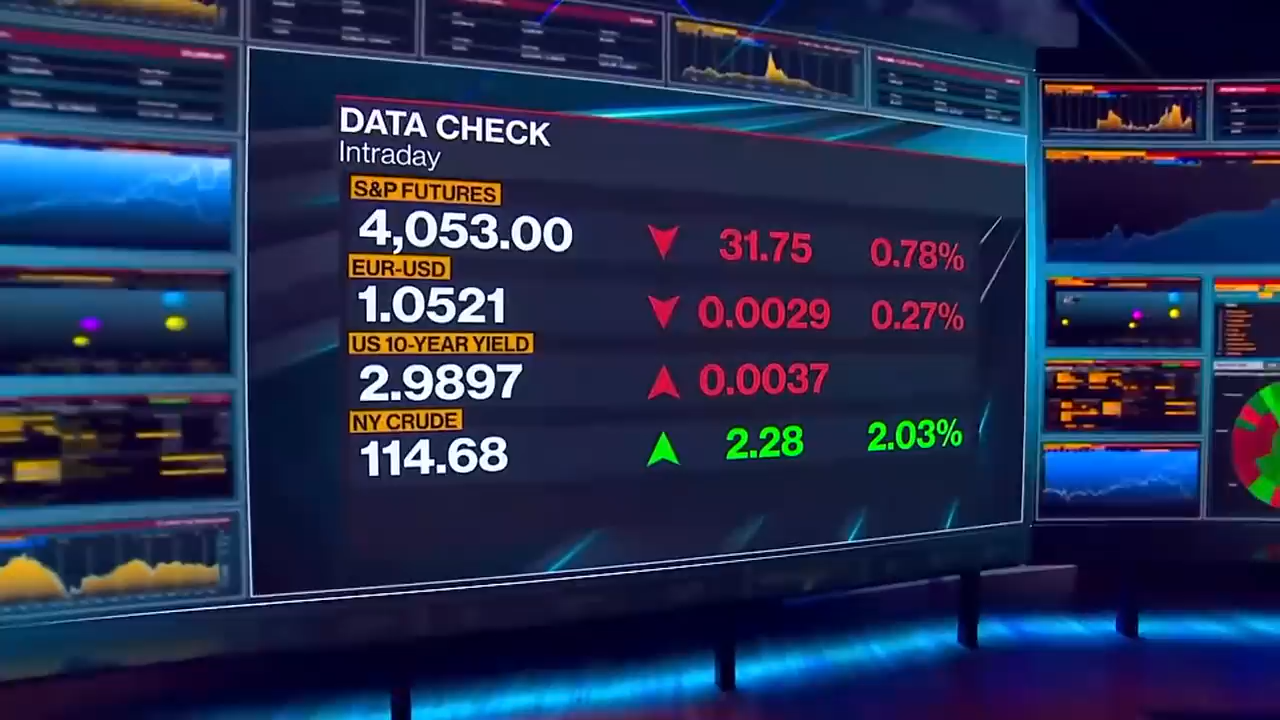 DATA CHECK
Intraday
S&P FUTURES
4,053.00 31.75 0.78%
EUR-USD
1.0521 0.0029 0.27%
US 10-YEAR YIELD
2.9897 0.0037
NY CRUDE
114.68 2.28 2.03%